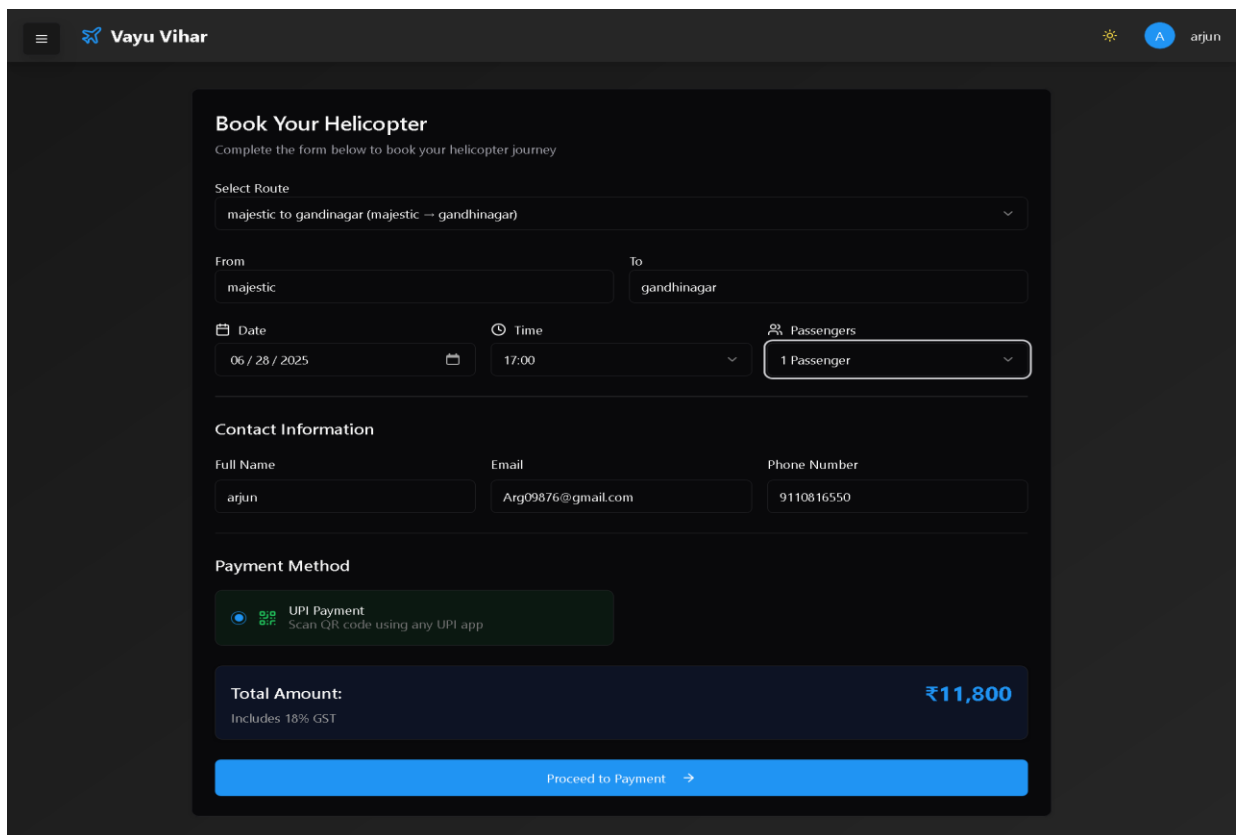 Vayu Vihar
A
arjun
Book Your Helicopter
Complete the form below to book your helicopter journey
Select Route
majestic to gandinagar (majestic → gandhinagar)
From
To
majestic
gandhinagar
Date
Time
Passengers
06 / 28 / 2025
17:00
1 Passenger
Contact Information
Full Name
Email
Phone Number
arjun
Arg09876@gmail.com
9110816550
Payment Method
UPI Payment
Scan QR code using any UPI app
Total Amount:
₹11,800
Includes 18% GST
Proceed to Payment →